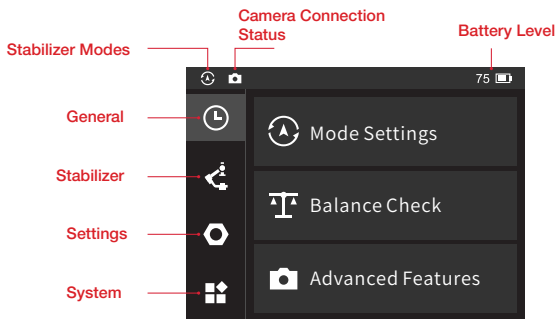 Camera Connection
Status
Battery Level
Stabilizer Modes
75
General
Mode Settings
Stabilizer
Balance Check
Settings
Advanced Features
System